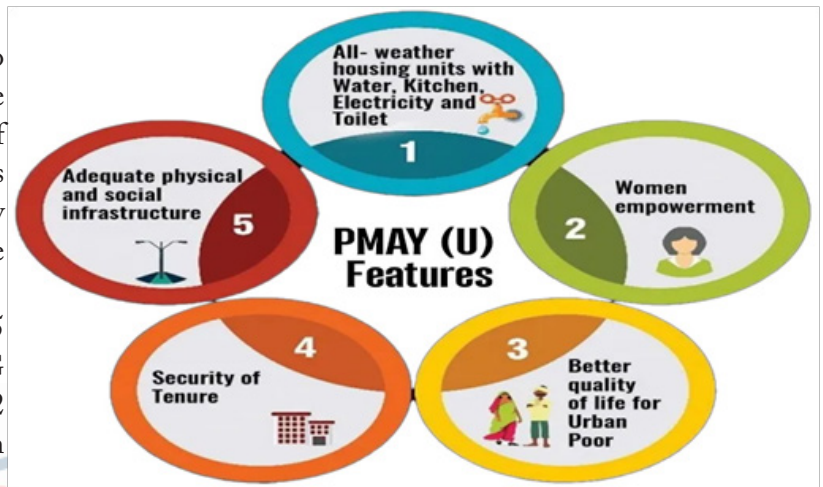 All- weather
housing units with
Water, Kitchen,
Electricity and
Toilet
1
Women
empowerment
2
Better
quality
of life for
Urban
Poor
3
Security of
Tenure
4
Adequate physical
and social
infrastructure
5
PMAY (U)
Features